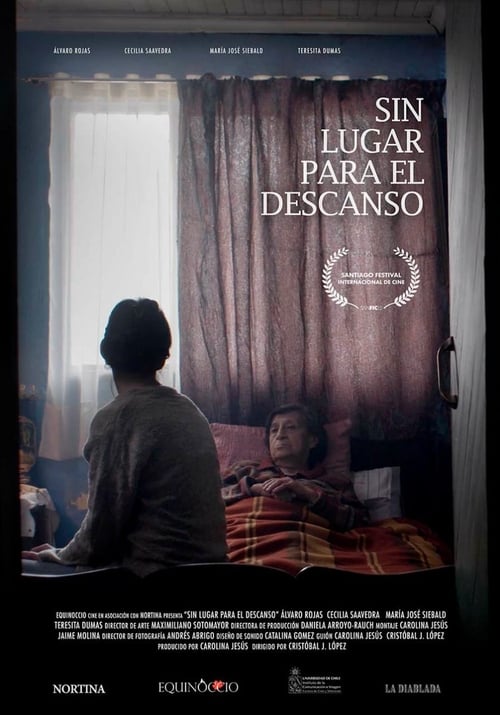 ÁLVARO ROJAS CECILIA SAAVEDRA MARÍA JOSÉ SIEBALD TERESITA DUMAS
SIN
LUGAR
PARA EL
DESCANSO
SANTIAGO FESTIVAL
INTERNACIONAL DE CINE
SANFIC
EQUINOCCIO CINE EN ASOCIACIÓN CON NORTINA PRESENTA "SIN LUGAR PARA EL DESCANSO" ÁLVARO ROJAS CECILIA SAAVEDRA MARÍA JOSÉ SIEBALD
TERESITA DUMAS DIRECTOR DE ARTE MAXIMILIANO SOTOMAYOR DIRECTORA DE PRODUCCIÓN DANIELA ARROYO-RAUCH MONTAJE CAROLINA JESÚS
JAIME MOLINA DIRECTOR DE FOTOGRAFÍA ANDRÉS ABRIGO DISEÑO DE SONIDO CATALINA GOMEZ GUIÓN CAROLINA JESÚS CRISTÓBAL J. LÓPEZ
PRODUCIDO POR CAROLINA JESÚS DIRIGIDO POR CRISTÓBAL J. LÓPEZ
NORTINA EQUINOCCIO UNIVERSIDAD DE CHILE LA DIABLADA